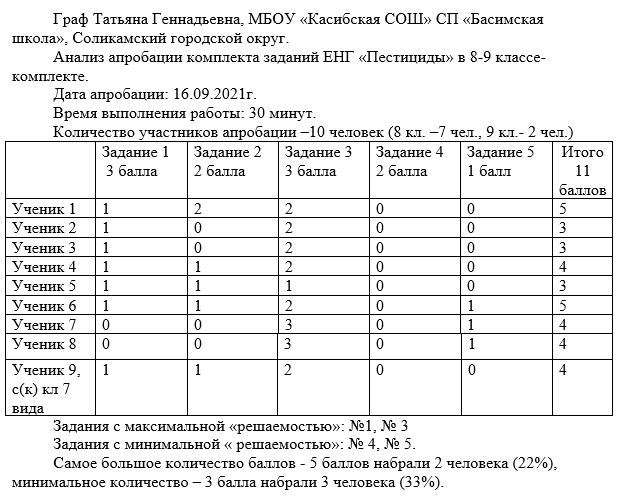 Граф Татьяна Геннадьевна, МБОУ «Касибская СОШ» СП «Басимская
школа», Соликамский городской округ.
Анализ апробации комплекта заданий ЕНГ «Пестициды» в 8-9 классе-
комплекте.
Дата апробации: 16.09.2021г.
Время выполнения работы: 30 минут.
Количество участников апробации –10 человек (8 кл. –7 чел., 9 кл.- 2 чел.)
Задание 1 Задание 2 Задание 3 Задание 4 Задание 5 Итого
3 балла 2 балла 3 балла 2 балла 1 балл 11
баллов
Ученик 1 1 2 2 0 0 5
Ученик 2 1 0 2 0 0 3
Ученик 3 1 0 2 0 0 3
Ученик 4 1 1 2 0 0 4
Ученик 5 1 1 1 0 0 3
Ученик 6 1 1 2 0 1 5
Ученик 7 0 0 3 0 1 4
Ученик 8 0 0 3 0 1 4
Ученик 9, 1 1 2 0 0 4
с(к) кл 7
вида
Задания с максимальной «решаемостью»: №1, № 3
Задания с минимальной « решаемостью»: № 4, № 5.
Самое большое количество баллов - 5 баллов набрали 2 человека (22%),
минимальное количество – 3 балла набрали 3 человека (33%).